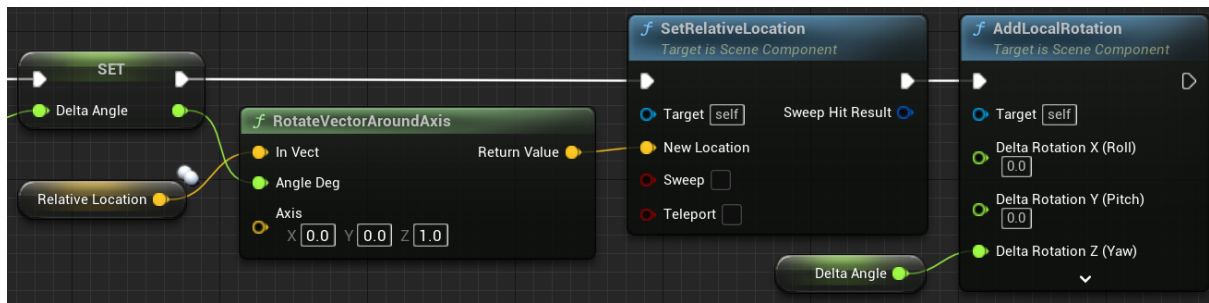 SET
Delta Angle
Relative Location
f RotateVectorAroundAxis
In Vect Return Value
Angle Deg
Axis
X 0.0 Y 0.0 Z 1.0
f SetRelativeLocation
Target is Scene Component
Target self Sweep Hit Result
New Location
Sweep
Teleport
Delta Angle
f AddLocalRotation
Target is Scene Component
Target self
Delta Rotation X (Roll)
0.0
Delta Rotation Y (Pitch)
0.0
Delta Rotation Z (Yaw)